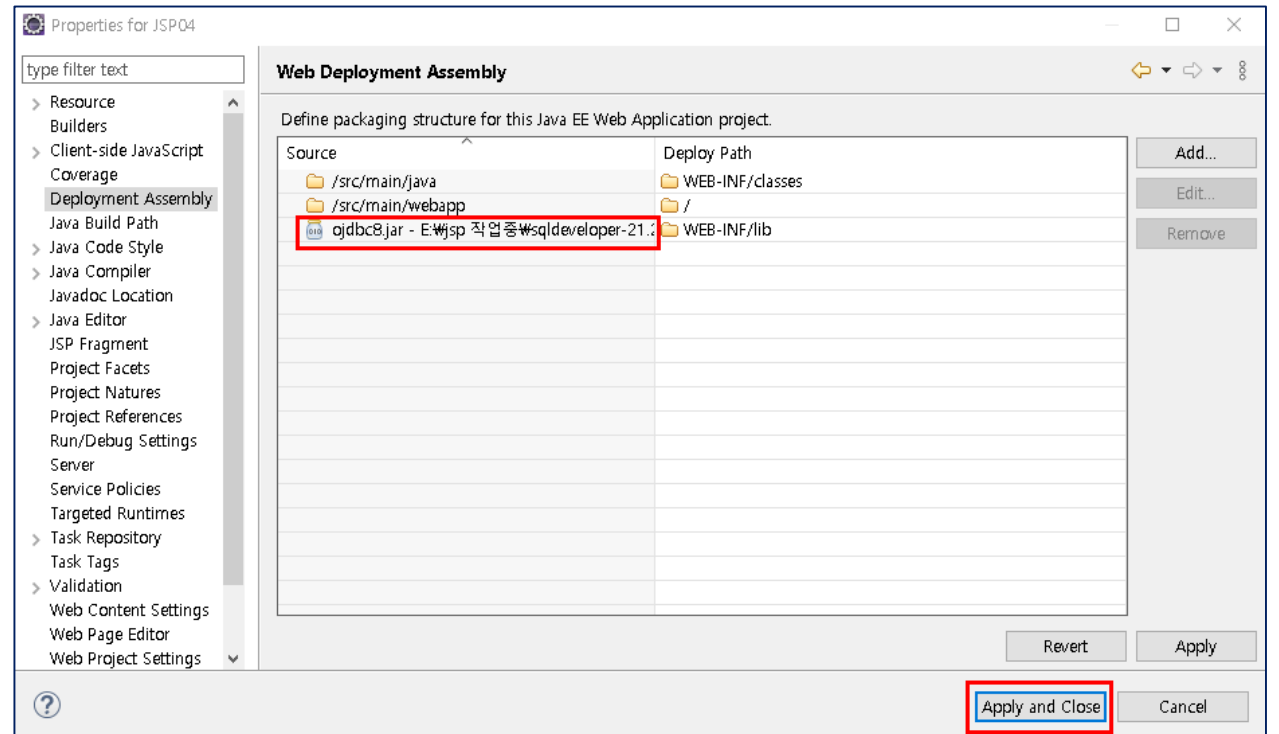 Properties for JSP04
type filter text
Resource
Builders
Client-side JavaScript
Coverage
Deployment Assembly
Java Build Path
Java Code Style
Java Compiler
Javadoc Location
Java Editor
JSP Fragment
Project Facets
Project Natures
Project References
Run/Debug Settings
Server
Service Policies
Targeted Runtimes
Task Repository
Task Tags
Validation
Web Content Settings
Web Page Editor
Web Project Settings
Web Deployment Assembly
Define packaging structure for this Java EE Web Application project.
Source Deploy Path
/src/main/java WEB-INF/classes
/src/main/webapp /
ojdbc8.jar - E:₩jsp 작업중₩sqldeveloper-21.2 WEB-INF/lib
Add...
Edit...
Remove
Revert Apply
Apply and Close Cancel